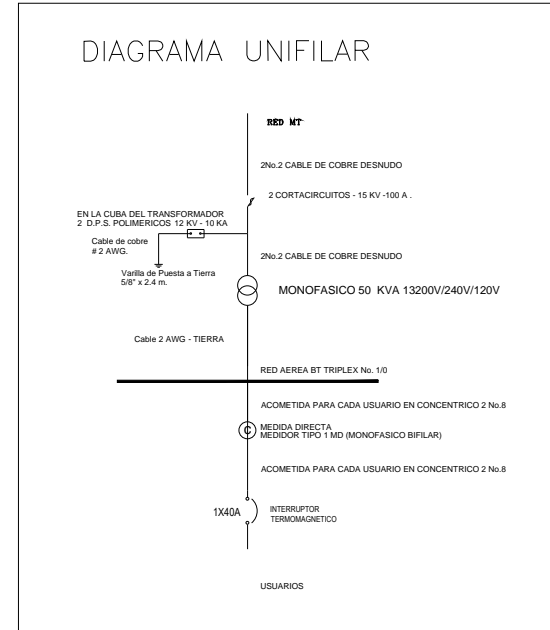 DIAGRAMA UNIFILAR
RED MT
2No.2 CABLE DE COBRE DESNUDO
2 CORTACIRCUITOS - 15 KV -100 A .
EN LA CUBA DEL TRANSFORMADOR
2 D.P.S. POLIMERICOS 12 KV - 10 KA
Cable de cobre
# 2 AWG.
2No.2 CABLE DE COBRE DESNUDO
Varilla de Puesta a Tierra
5/8" x 2.4 m.
MONOFASICO 50 KVA 13200V/240V/120V
Cable 2 AWG - TIERRA
RED AEREA BT TRIPLEX No. 1/0
ACOMETIDA PARA CADA USUARIO EN CONCENTRICO 2 No.8
C
MEDIDA DIRECTA
MEDIDOR TIPO 1 MD (MONOFASICO BIFILAR)
ACOMETIDA PARA CADA USUARIO EN CONCENTRICO 2 No.8
1X40A
INTERRUPTOR
TERMOMAGNETICO
USUARIOS